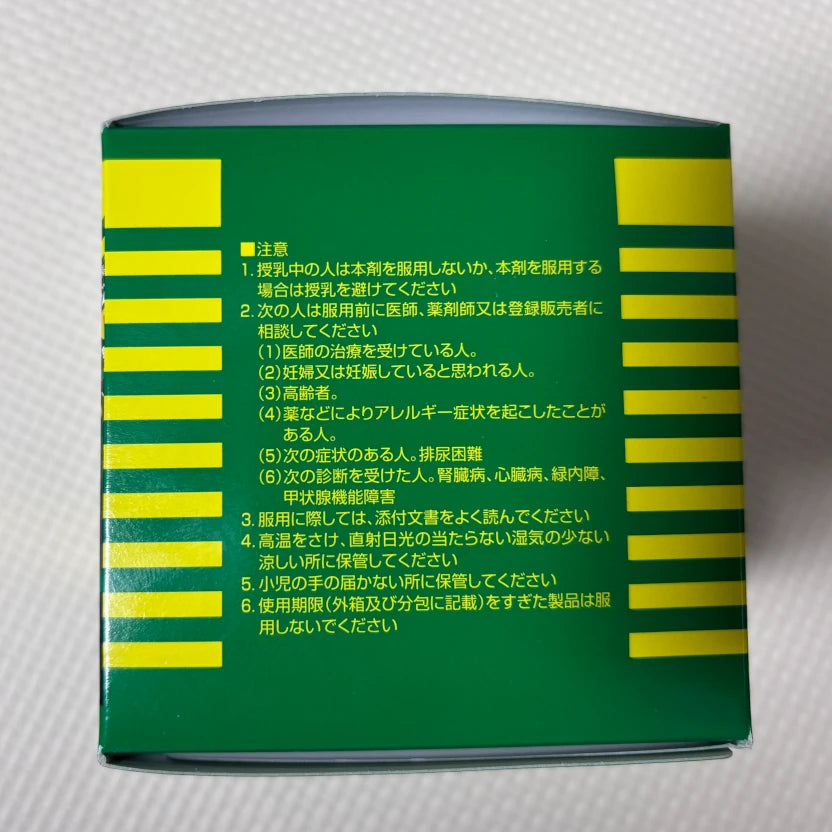 ■注意
1. 授乳中の人は本剤を服用しないか、本剤を服用する
場合は授乳を避けてください
2. 次の人は服用前に医師、薬剤師又は登録販売者に
相談してください
(1)医師の治療を受けている人。
(2)妊婦又は妊娠していると思われる人。
(3)高齢者。
(4)薬などによりアレルギー症状を起こしたことが
ある人。
(5)次の症状のある人。排尿困難
(6)次の診断を受けた人。腎臓病、心臓病、緑内障、
甲状腺機能障害
3. 服用に際しては、添付文書をよく読んでください
4. 高温をさけ、直射日光の当たらない湿気の少ない
涼しい所に保管してください
5. 小児の手の届かない所に保管してください
6. 使用期限(外箱及び分包に記載)をすぎた製品は服
用しないでください